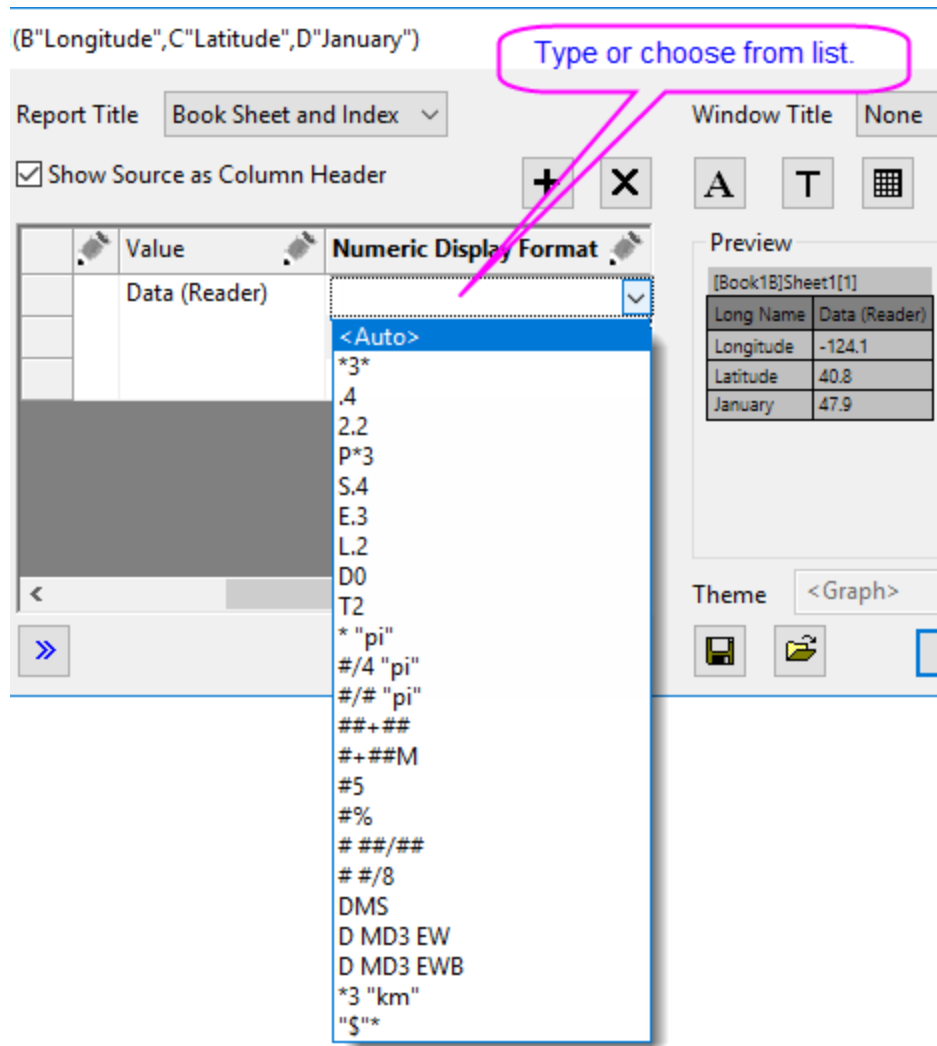 (B"Longitude",C"Latitude",D"January")
Type or choose from list.
Report Title Book Sheet and Index
Window Title None
Show Source as Column Header
A T
Value Numeric Display Format
Data (Reader)
<Auto>
*3*
.4
2.2
P*3
S.4
E.3
L.2
D0
T2
* "pi"
#/4 "pi"
#/# "pi"
##+##
#+##M
#5
#%
# ##/##
# #/8
DMS
D MD3 EW
D MD3 EWB
*3 "km"
"$"*
Preview
[Book1B]Sheet1[1]
Long Name Data (Reader)
Longitude -124.1
Latitude 40.8
January 47.9
Theme <Graph>